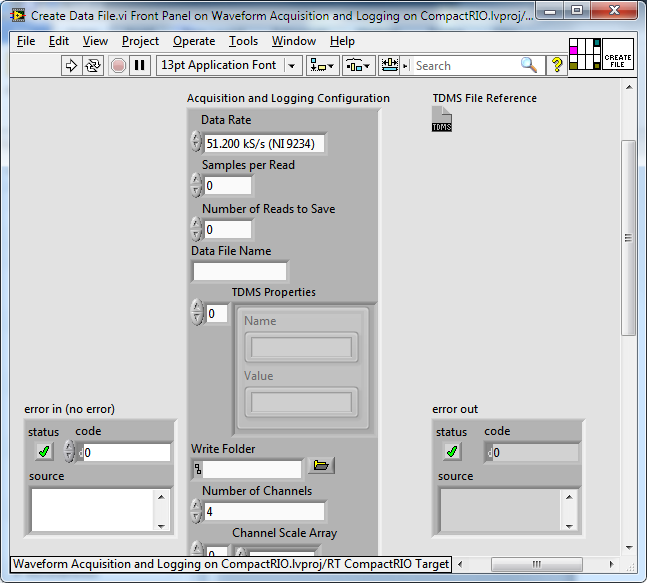 Create Data File.vi Front Panel on Waveform Acquisition and Logging on CompactRIO.lvproj/...
File Edit View Project Operate Tools Window Help
13pt Application Font
Search
?
CREATE
FILE
Acquisition and Logging Configuration
TDMS File Reference
TDMS
Data Rate
51.200 kS/s (NI 9234)
Samples per Read
0
Number of Reads to Save
0
Data File Name
TDMS Properties
0
Name
Value
error in (no error)
status
code
d0
source
error out
status
code
d0
source
Write Folder
Number of Channels
4
Channel Scale Array
0
Waveform Acquisition and Logging on CompactRIO.lvproj/RT CompactRIO Target